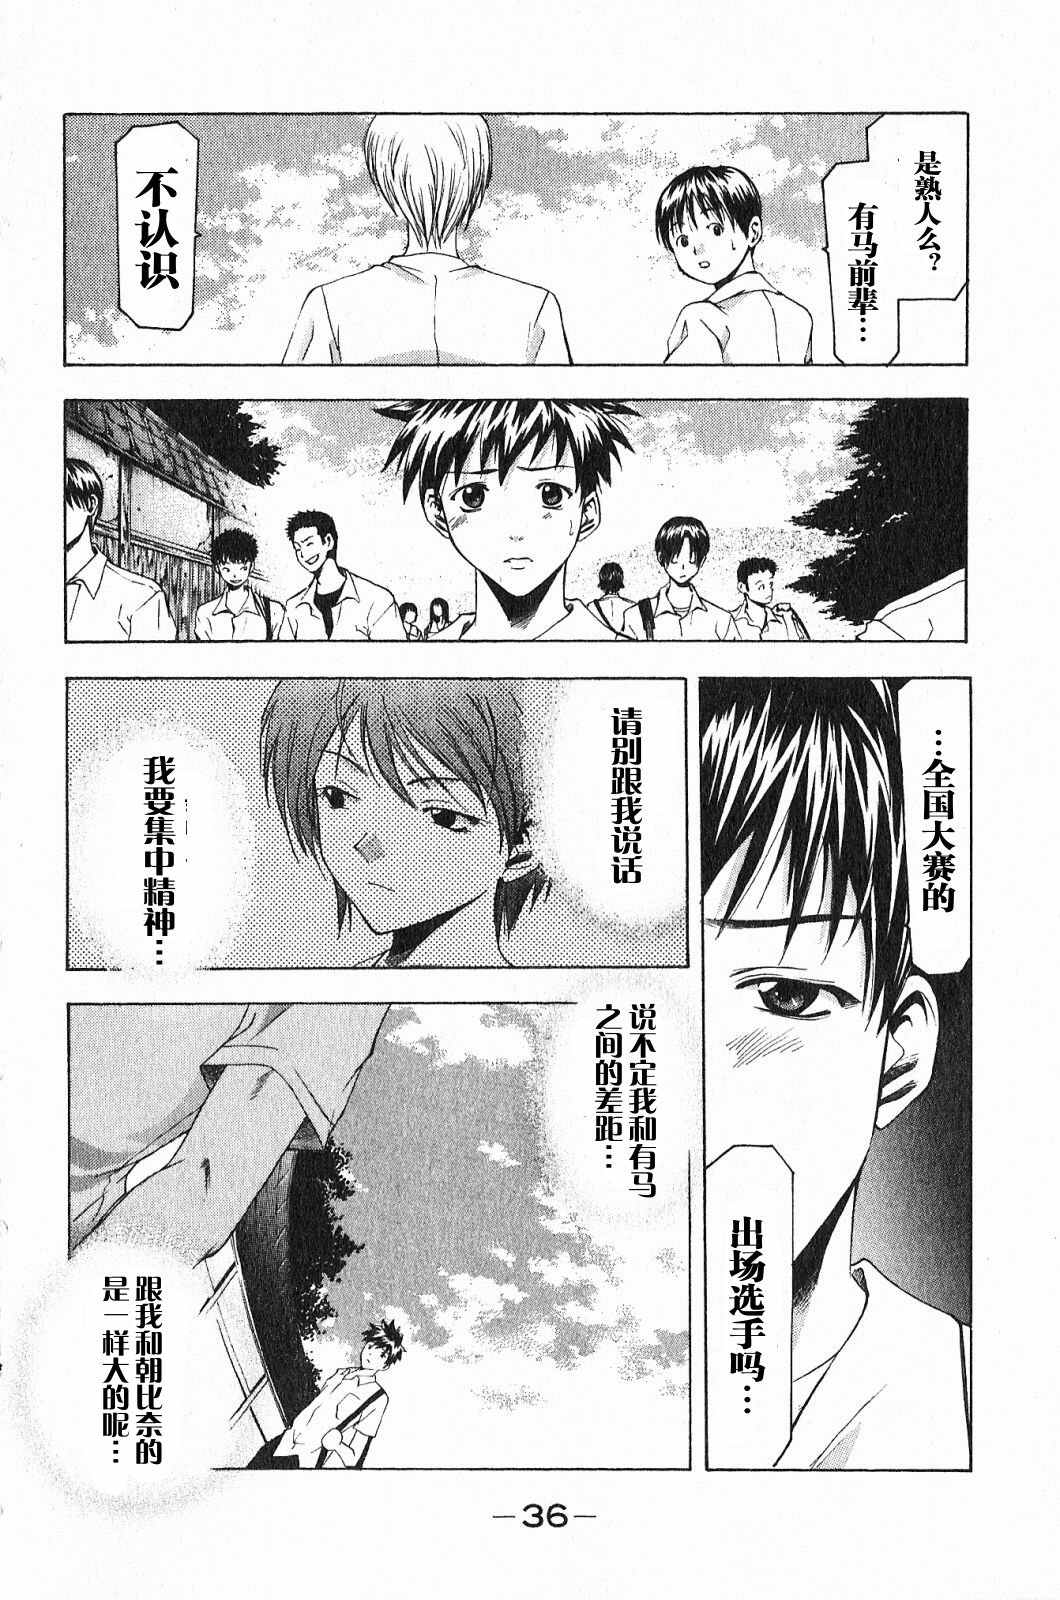 是熟人么？
有马前辈…
不认识
…全国大赛的
出场选手吗…
请别跟我说话
我要集中精神…
说不定我和有马
之间的差距…
跟我和朝比奈的
是一样大的呢…
－36－